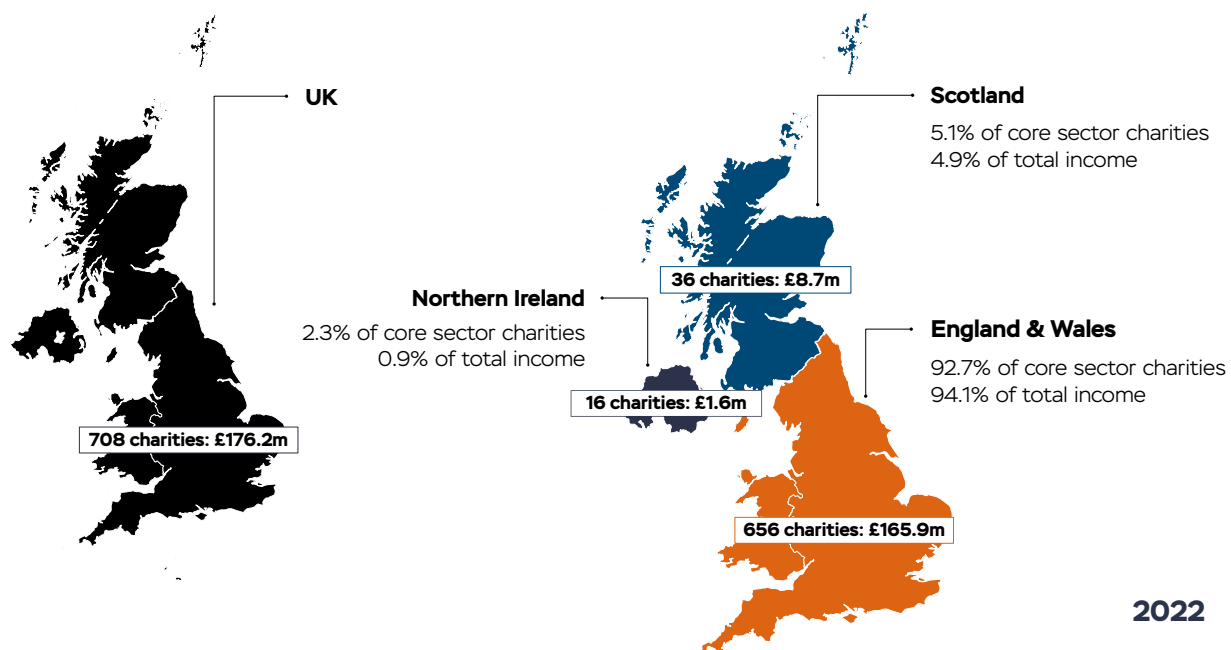 UK
708 charities: £176.2m
Scotland
5.1% of core sector charities
4.9% of total income
36 charities: £8.7m
Northern Ireland
2.3% of core sector charities
0.9% of total income
16 charities: £1.6m
England & Wales
92.7% of core sector charities
94.1% of total income
656 charities: £165.9m
2022